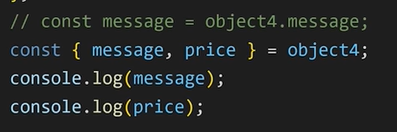 // const message = object4.message;
const { message, price } = object4;
console.log(message);
console.log(price);